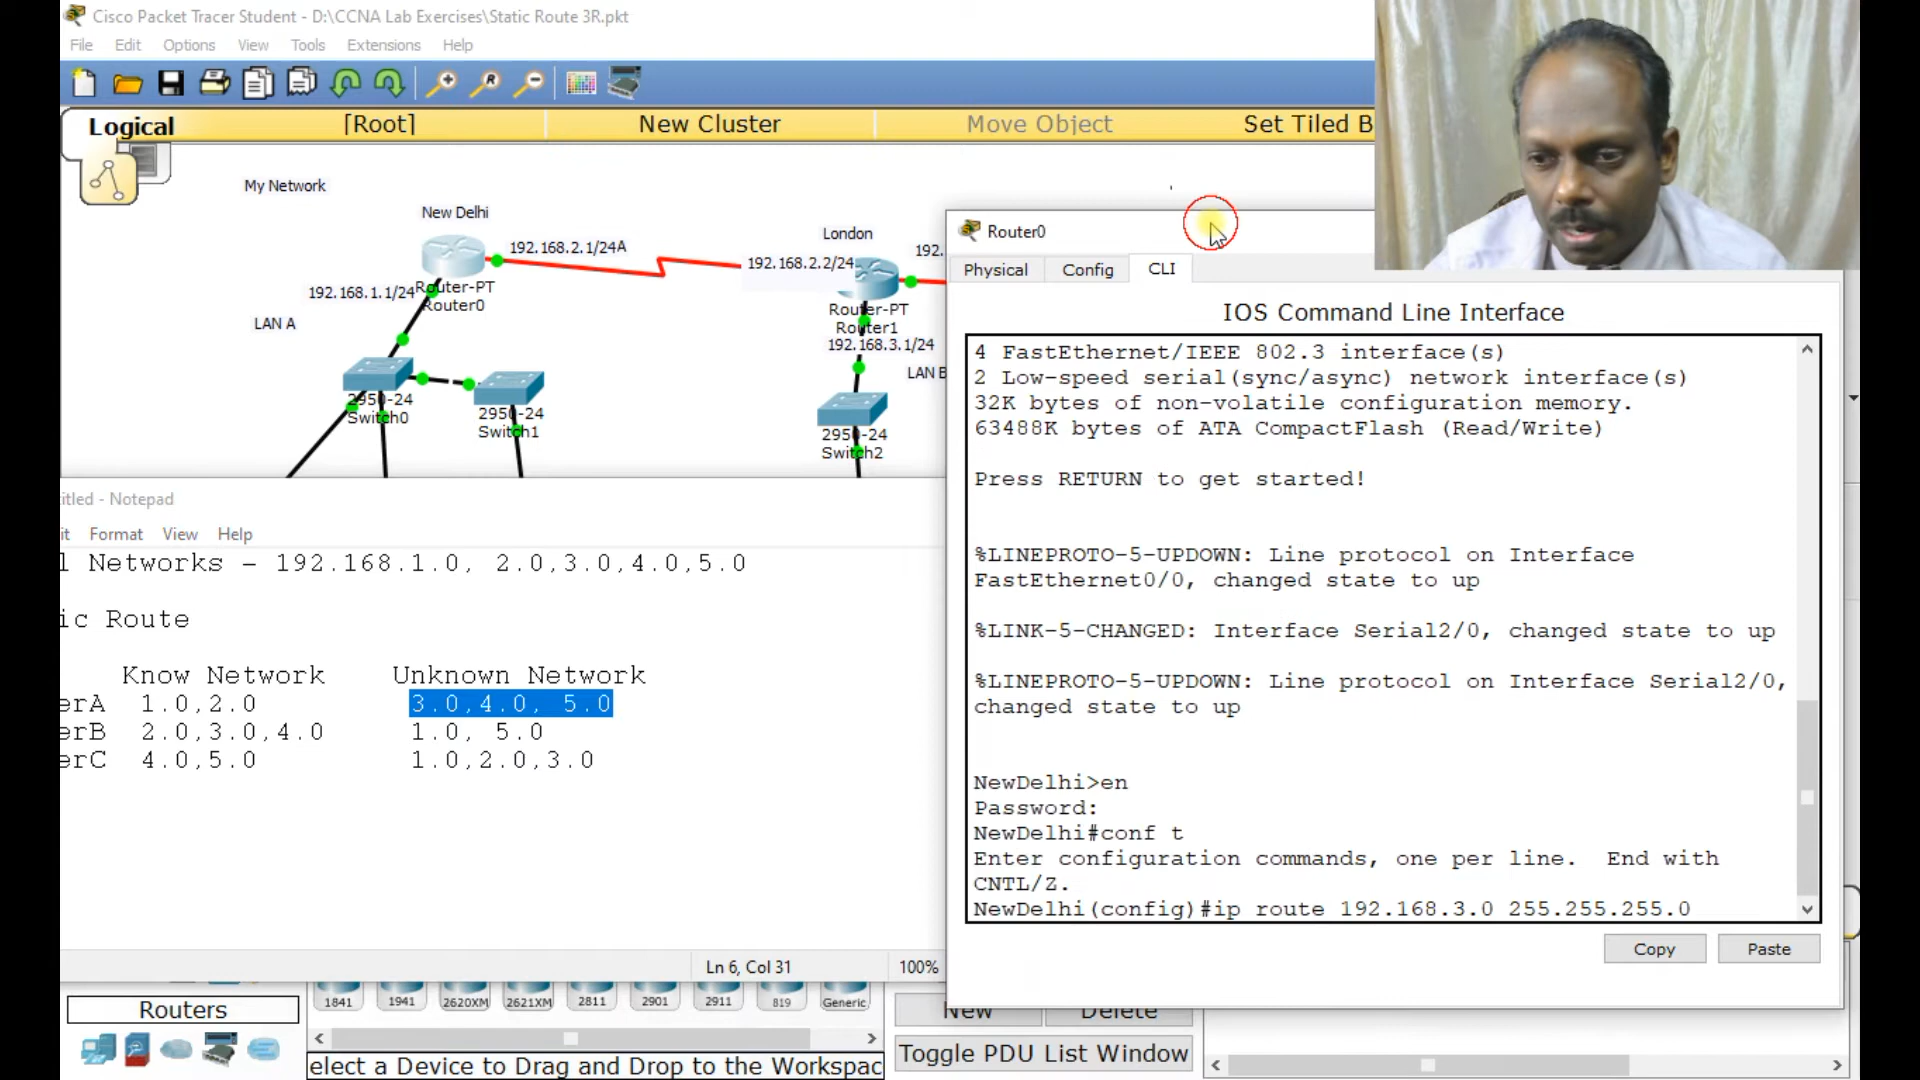 Cisco Packet Tracer Student - D:\CCNA Lab Exercises\Static Route 3R.pkt
File Edit Options View Tools Extensions Help
Logical [Root] New Cluster Move Object Set Tiled B
My Network
New Delhi
192.168.2.1/24A
London
192.
192.168.2.2/24
192.168.1.1/24
Router-PT
Router0
LAN A
Router-PT
Router1
192.168.3.1/24
LAN B
2950-24
Switch0
2950-24
Switch1
2950-24
Switch2
titled - Notepad
it Format View Help
l Networks - 192.168.1.0, 2.0,3.0,4.0,5.0
ic Route
Know Network Unknown Network
erA 1.0,2.0 3.0,4.0, 5.0
erB 2.0,3.0,4.0 1.0, 5.0
erC 4.0,5.0 1.0,2.0,3.0
Ln 6, Col 31 100%
Router0
Physical Config CLI
IOS Command Line Interface
4 FastEthernet/IEEE 802.3 interface(s)
2 Low-speed serial(sync/async) network interface(s)
32K bytes of non-volatile configuration memory.
63488K bytes of ATA CompactFlash (Read/Write)
Press RETURN to get started!
%LINEPROTO-5-UPDOWN: Line protocol on Interface
FastEthernet0/0, changed state to up
%LINK-5-CHANGED: Interface Serial2/0, changed state to up
%LINEPROTO-5-UPDOWN: Line protocol on Interface Serial2/0,
changed state to up
NewDelhi>en
Password:
NewDelhi#conf t
Enter configuration commands, one per line.  End with
CNTL/Z.
NewDelhi(config)#ip route 192.168.3.0 255.255.255.0
Copy Paste
Routers
1841 1941 2620XM 2621XM 2811 2901 2911 819 Generic
New Delete
elect a Device to Drag and Drop to the Workspac
Toggle PDU List Window